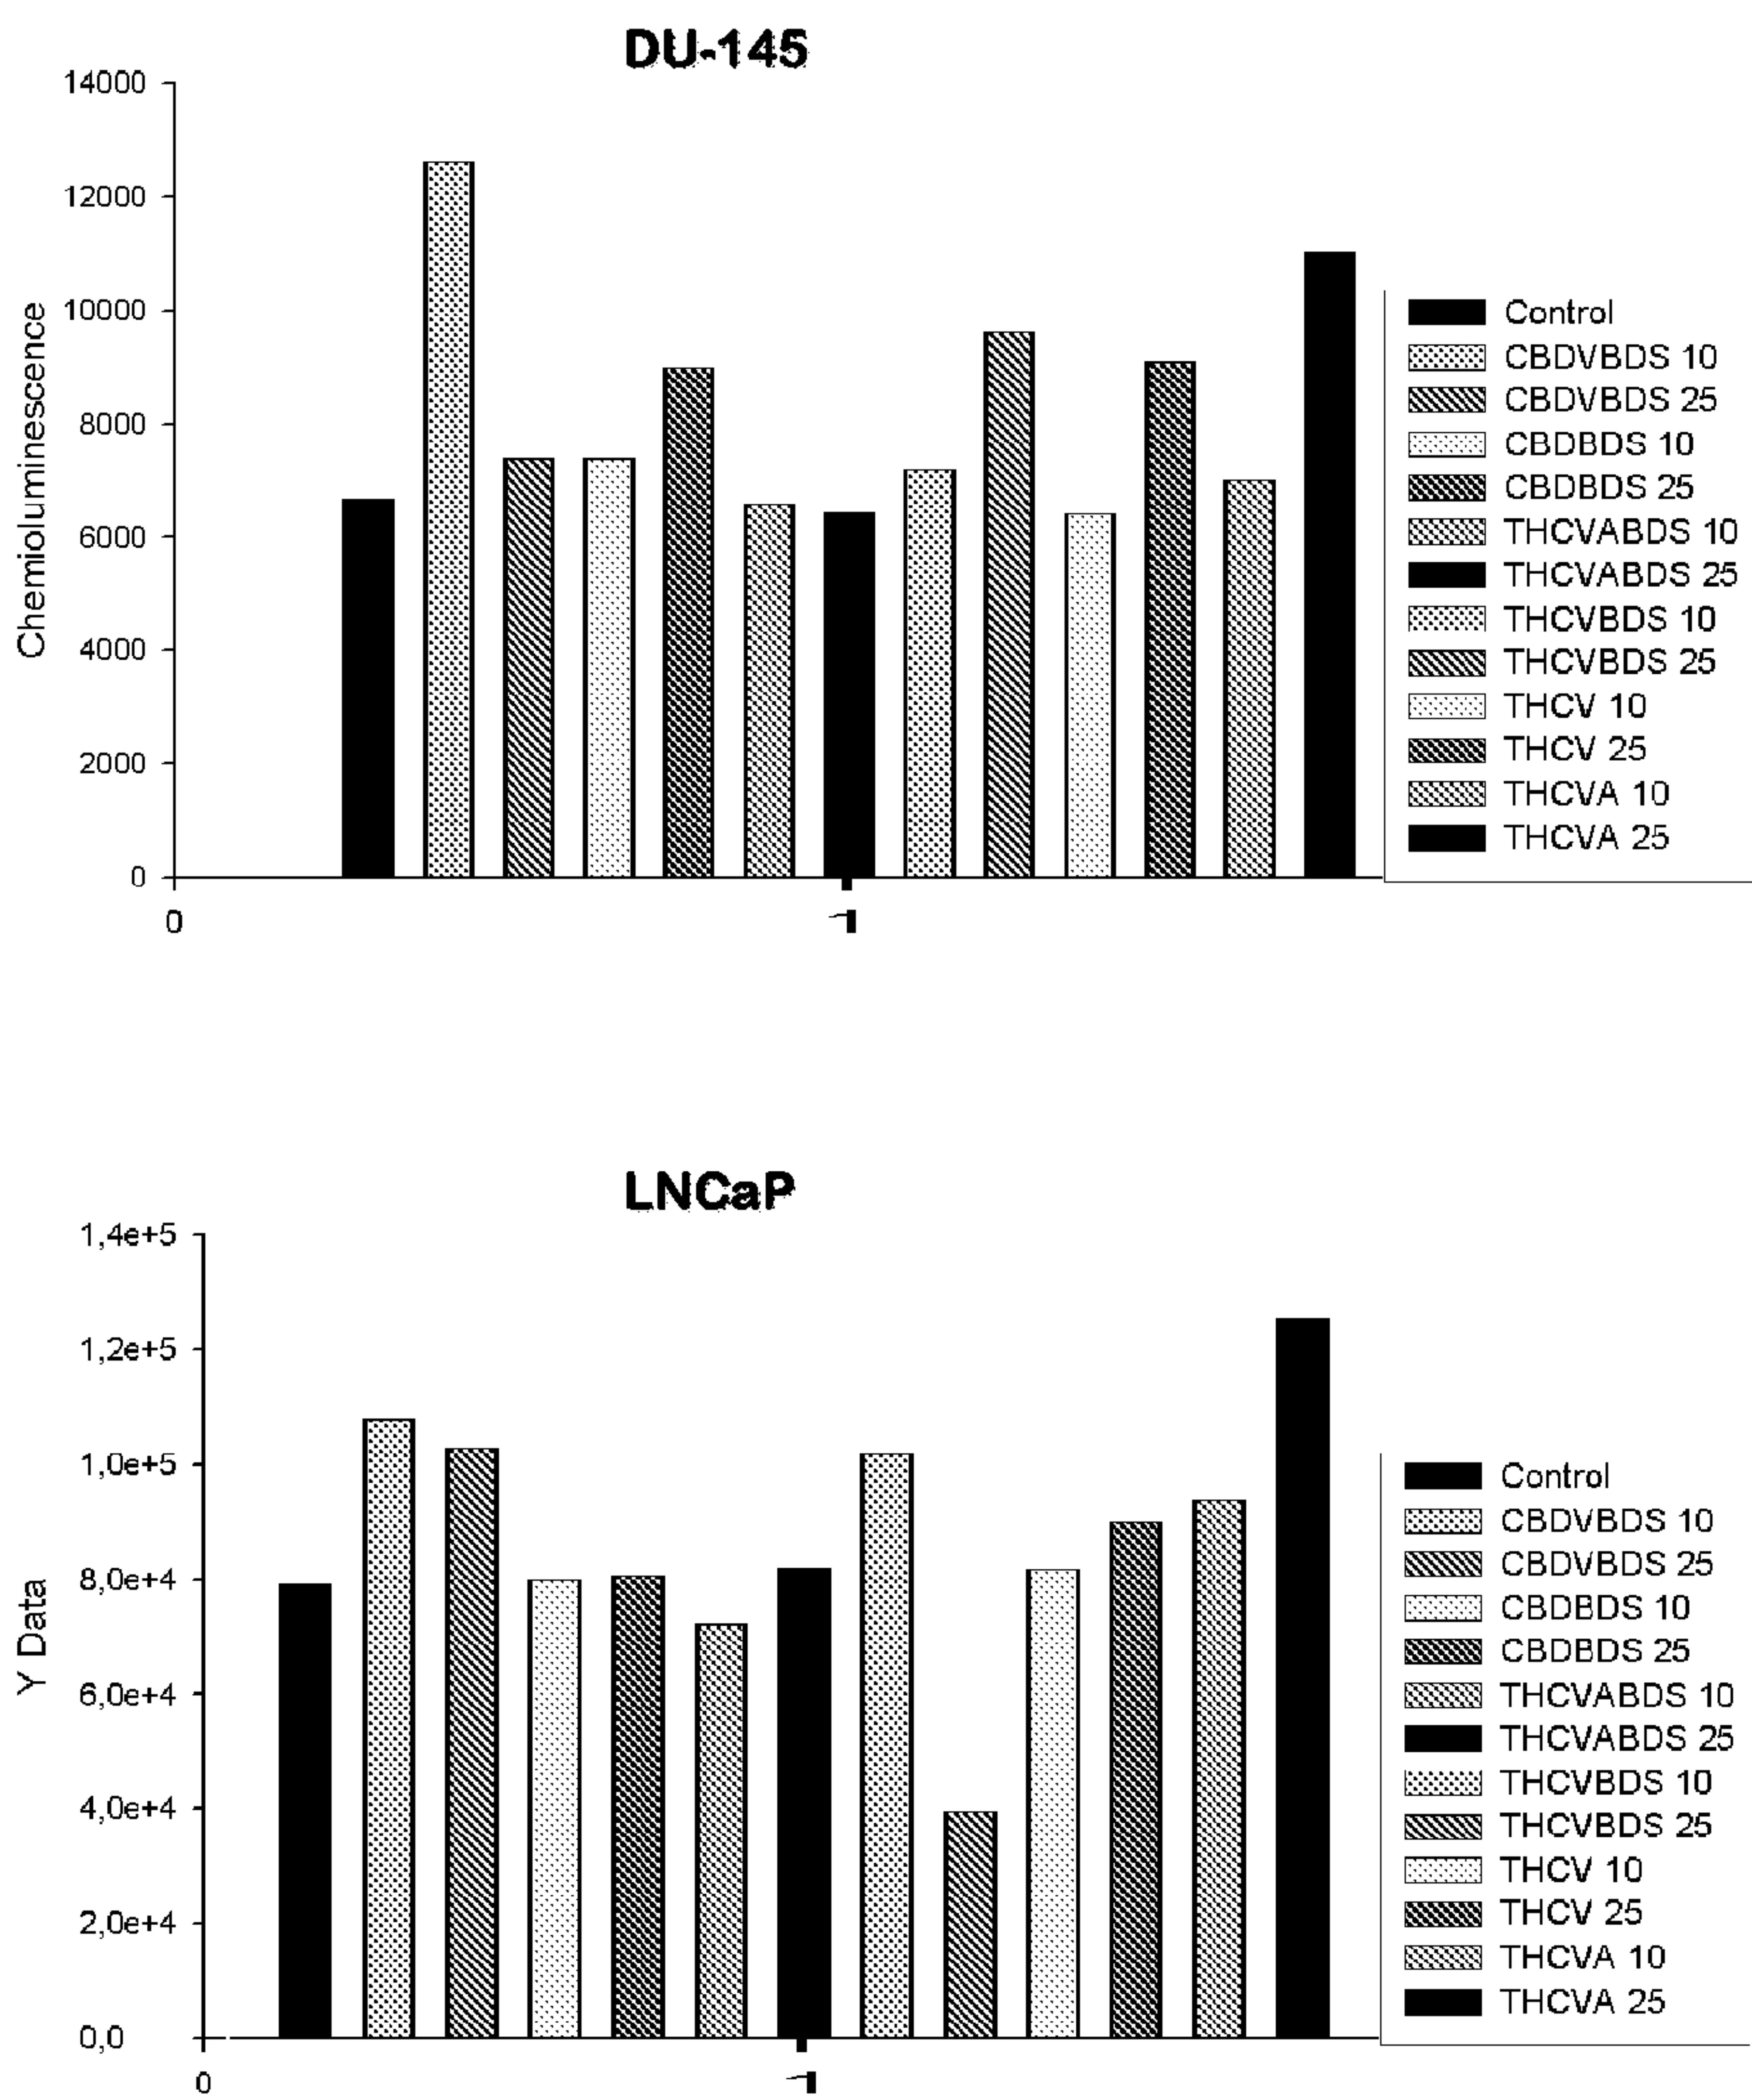 DU-145
14000
12000
10000
8000
6000
4000
2000
0
Chemioluminescence
0
1
Control
CBDVBDS 10
CBDVBDS 25
CBDBDS 10
CBDBDS 25
THCVABDS 10
THCVABDS 25
THCVBDS 10
THCVBDS 25
THCV 10
THCV 25
THCVA 10
THCVA 25
LNCaP
1,4e+5
1,2e+5
1,0e+5
8,0e+4
6,0e+4
4,0e+4
2,0e+4
0,0
Y Data
0
1
Control
CBDVBDS 10
CBDVBDS 25
CBDBDS 10
CBDBDS 25
THCVABDS 10
THCVABDS 25
THCVBDS 10
THCVBDS 25
THCV 10
THCV 25
THCVA 10
THCVA 25